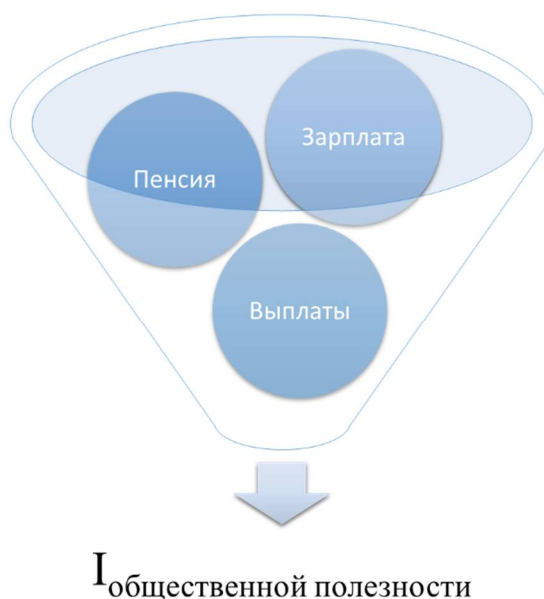 Зарплата
Пенсия
Выплаты
Iобщественной полезности